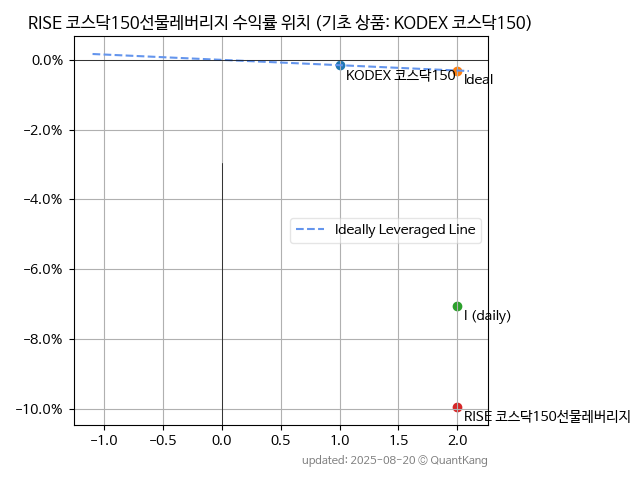 RISE 코스닥150선물레버리지 수익률 위치 (기초 상품: KODEX 코스닥150)
0.0%
−2.0%
−4.0%
−6.0%
−8.0%
−10.0%
KODEX 코스닥150
Ideal
Ideally Leveraged Line
I (daily)
RISE 코스닥150선물레버리지
−1.0 −0.5 0.0 0.5 1.0 1.5 2.0
updated: 2025-08-20 © QuantKang